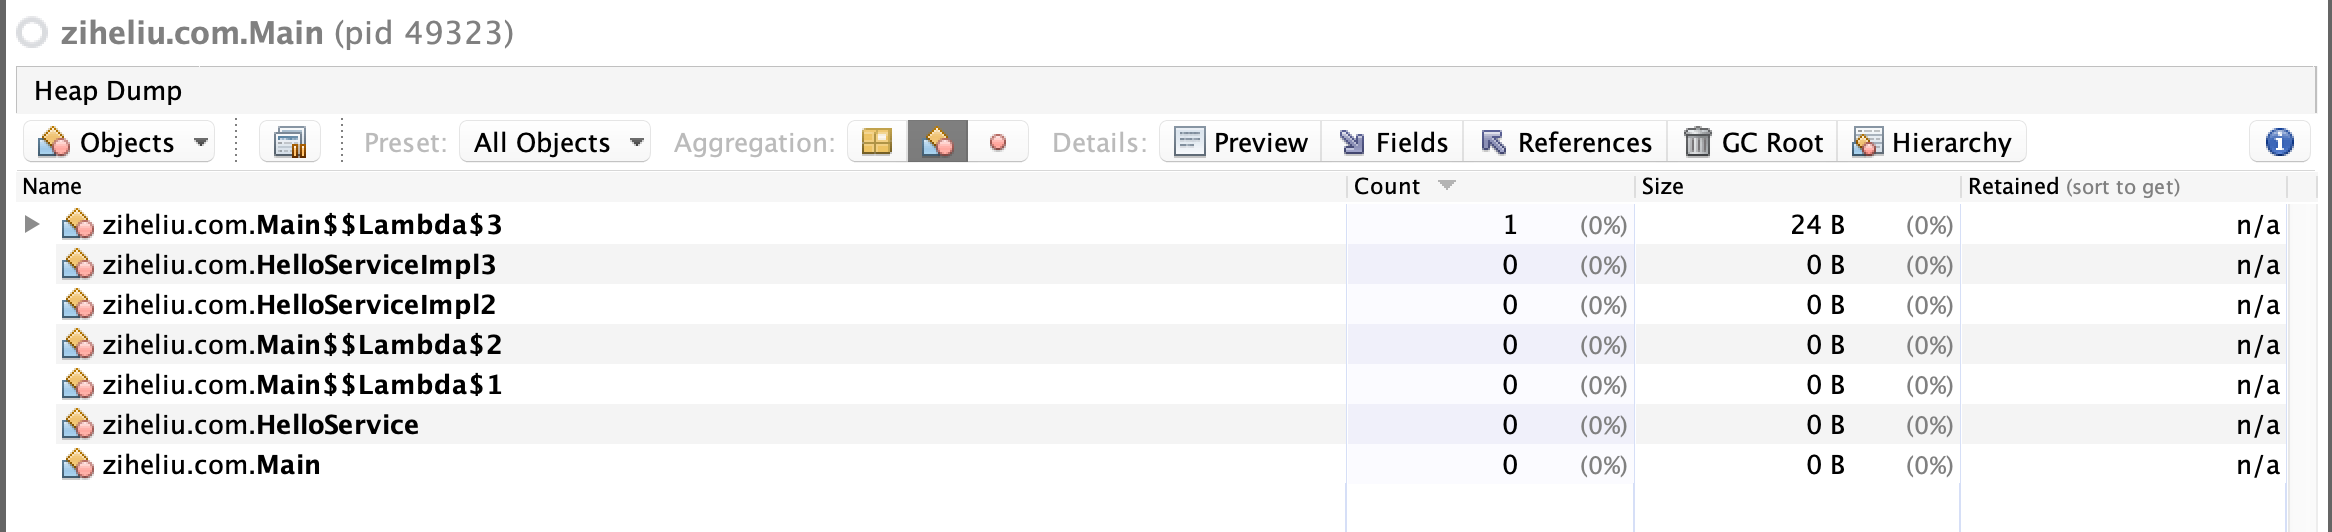 ziheliu.com.Main (pid 49323)
Heap Dump
Objects Preset: All Objects Aggregation: Details: Preview Fields References GC Root Hierarchy
Name Count Size Retained (sort to get)
ziheliu.com.Main$$Lambda$3 1 (0%) 24 B (0%) n/a
ziheliu.com.HelloServiceImpl3 0 (0%) 0 B (0%) n/a
ziheliu.com.HelloServiceImpl2 0 (0%) 0 B (0%) n/a
ziheliu.com.Main$$Lambda$2 0 (0%) 0 B (0%) n/a
ziheliu.com.Main$$Lambda$1 0 (0%) 0 B (0%) n/a
ziheliu.com.HelloService 0 (0%) 0 B (0%) n/a
ziheliu.com.Main 0 (0%) 0 B (0%) n/a